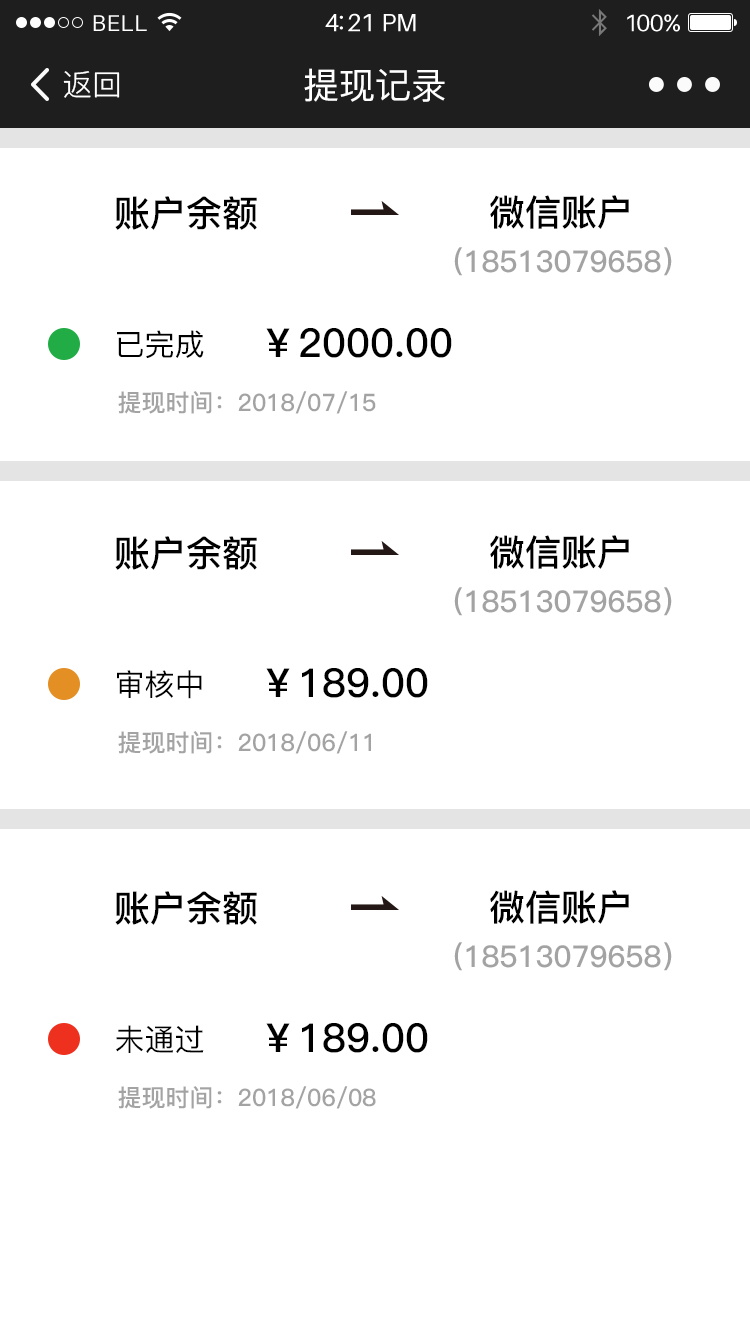 BELL 4:21 PM 100%
返回 提现记录
账户余额 微信账户
(18513079658)
已完成 ¥ 2000.00
提现时间：2018/07/15
账户余额 微信账户
(18513079658)
审核中 ¥ 189.00
提现时间：2018/06/11
账户余额 微信账户
(18513079658)
未通过 ¥ 189.00
提现时间：2018/06/08